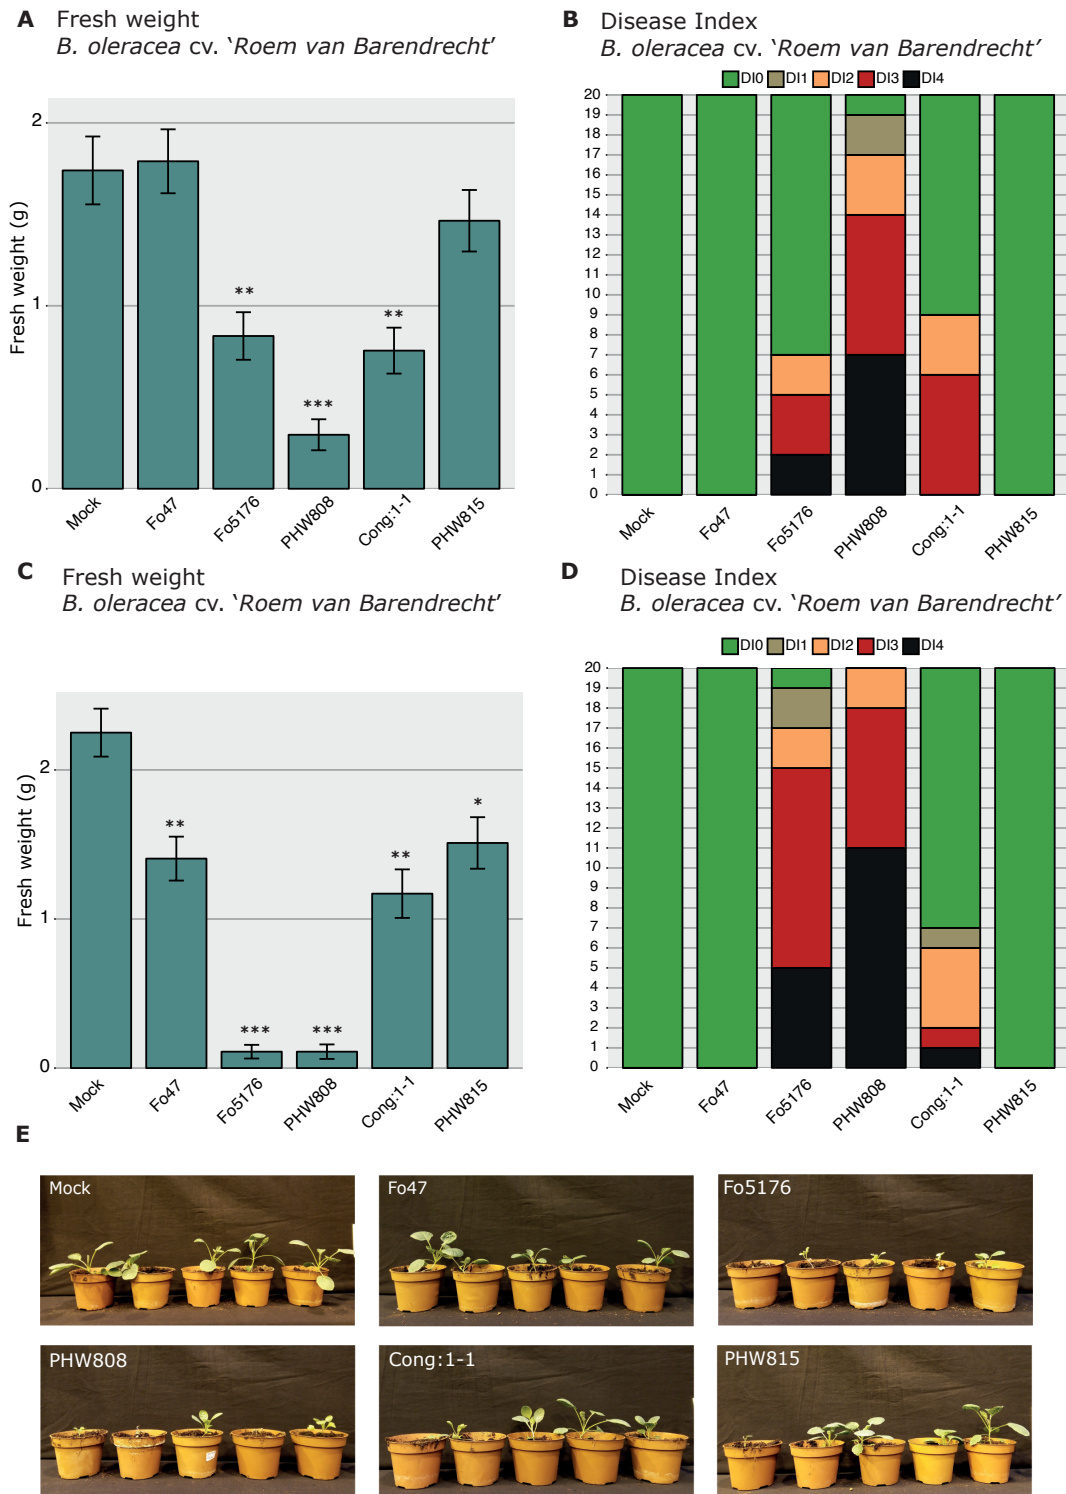 A Fresh weight
B. oleracea cv. ‘Roem van Barendrecht’
Fresh weight (g)
2
1
0
**
***
**
Mock
Fo47
Fo5176
PHW808
Cong:1-1
PHW815
B Disease Index
B. oleracea cv. ‘Roem van Barendrecht’
DI0 DI1 DI2 DI3 DI4
20
19
18
17
16
15
14
13
12
11
10
9
8
7
6
5
4
3
2
1
0
Mock
Fo47
Fo5176
PHW808
Cong:1-1
PHW815
C Fresh weight
B. oleracea cv. ‘Roem van Barendrecht’
Fresh weight (g)
2
1
0
**
***
***
**
*
Mock
Fo47
Fo5176
PHW808
Cong:1-1
PHW815
D Disease Index
B. oleracea cv. ‘Roem van Barendrecht’
DI0 DI1 DI2 DI3 DI4
20
19
18
17
16
15
14
13
12
11
10
9
8
7
6
5
4
3
2
1
0
Mock
Fo47
Fo5176
PHW808
Cong:1-1
PHW815
E
Mock
Fo47
Fo5176
PHW808
Cong:1-1
PHW815